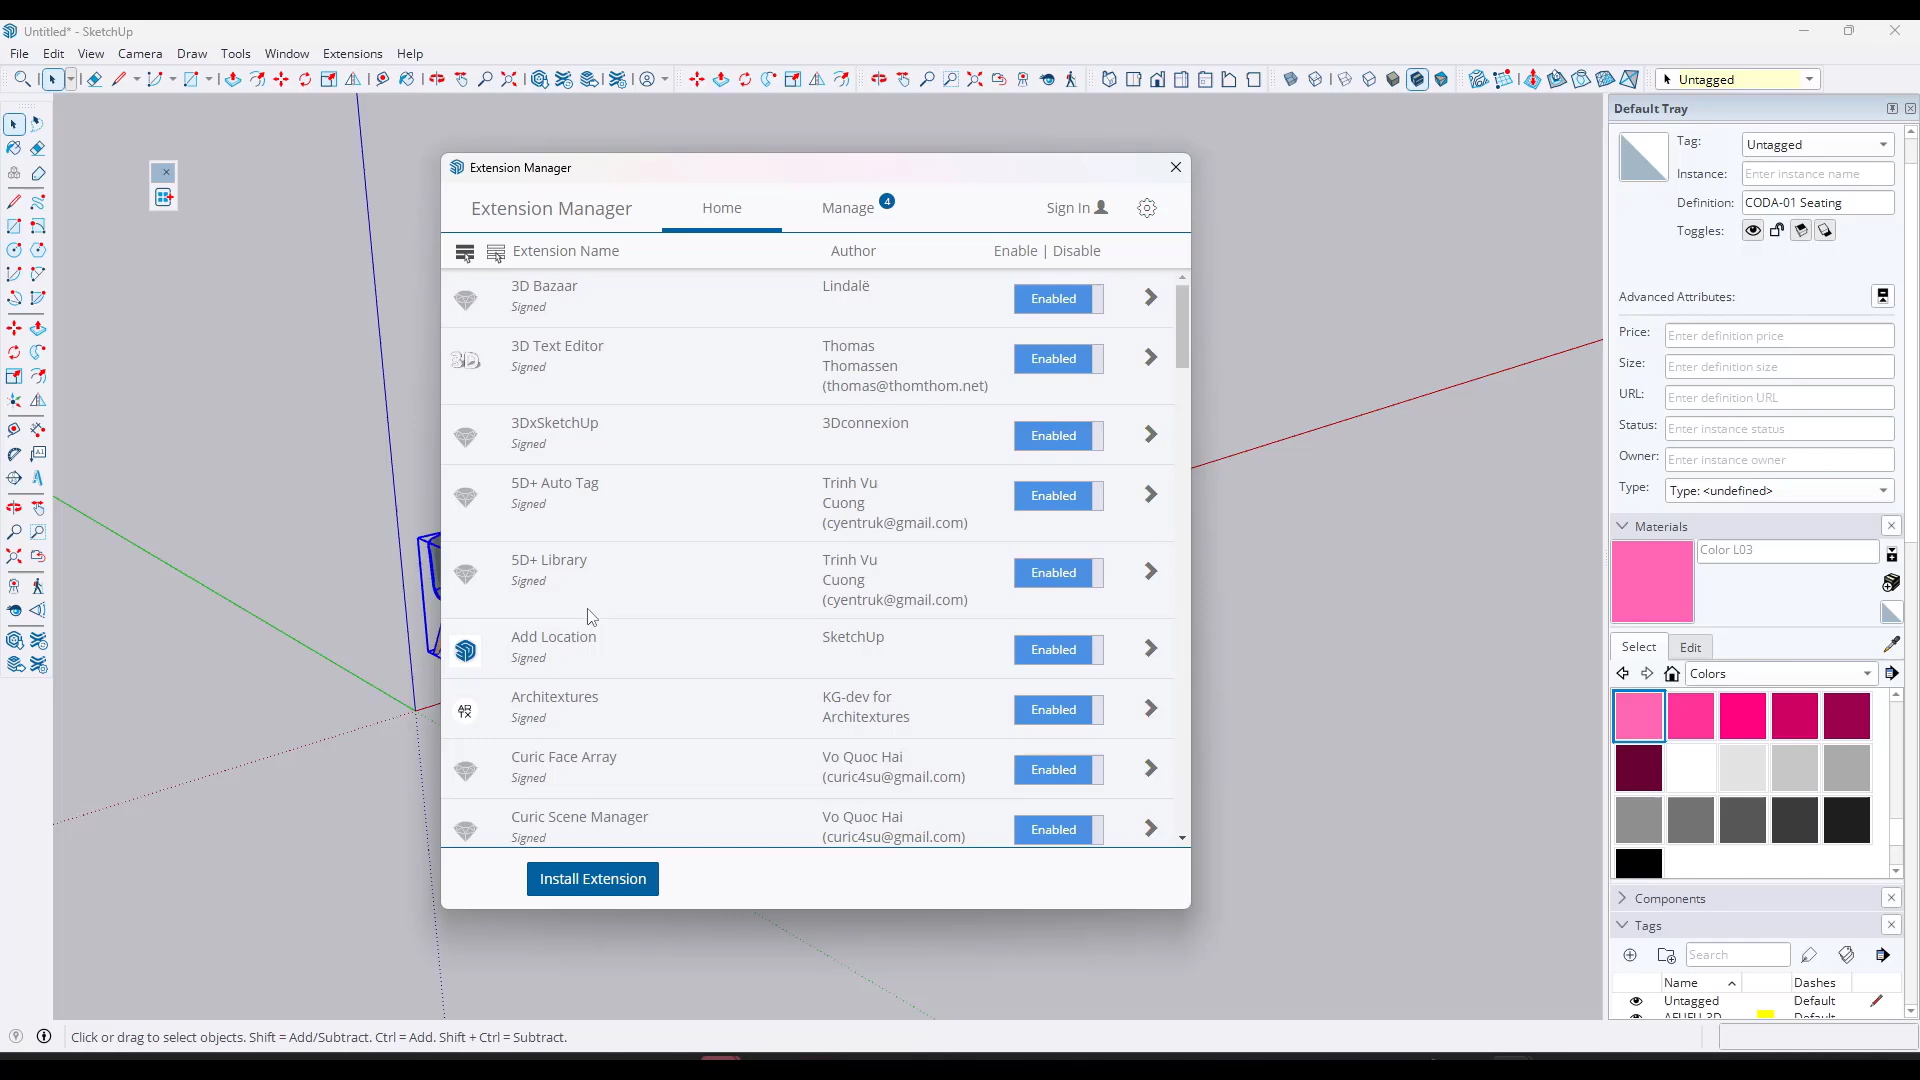 Untitled* - SketchUp
File Edit View Camera Draw Tools Window Extensions Help
Untagged
Default Tray
Tag: Untagged
Instance: Enter instance name
Definition: CODA-01 Seating
Toggles:
Advanced Attributes:
Price: Enter definition price
Size: Enter definition size
URL: Enter definition URL
Status: Enter instance status
Owner: Enter instance owner
Type: Type: <undefined>
Materials
Color L03
Select Edit
Colors
Components
Tags
Search
Name Dashes
Untagged Default
Default
Extension Manager
Extension Manager Home Manage 4 Sign In
Extension Name Author Enable | Disable
3D Bazaar Lindalë Enabled
Signed
3D
3D Text Editor Thomas Enabled
Signed Thomassen
(thomas@thomthom.net)
3DxSketchUp 3Dconnexion Enabled
Signed
5D+ Auto Tag Trinh Vu Enabled
Signed Cuong
(cyentruk@gmail.com)
5D+ Library Trinh Vu Enabled
Signed Cuong
(cyentruk@gmail.com)
Add Location SketchUp Enabled
Signed
Architextures KG-dev for Enabled
Signed Architextures
Curic Face Array Vo Quoc Hai Enabled
Signed (curic4su@gmail.com)
Curic Scene Manager Vo Quoc Hai Enabled
Signed (curic4su@gmail.com)
Install Extension
Click or drag to select objects. Shift = Add/Subtract. Ctrl = Add. Shift + Ctrl = Subtract.